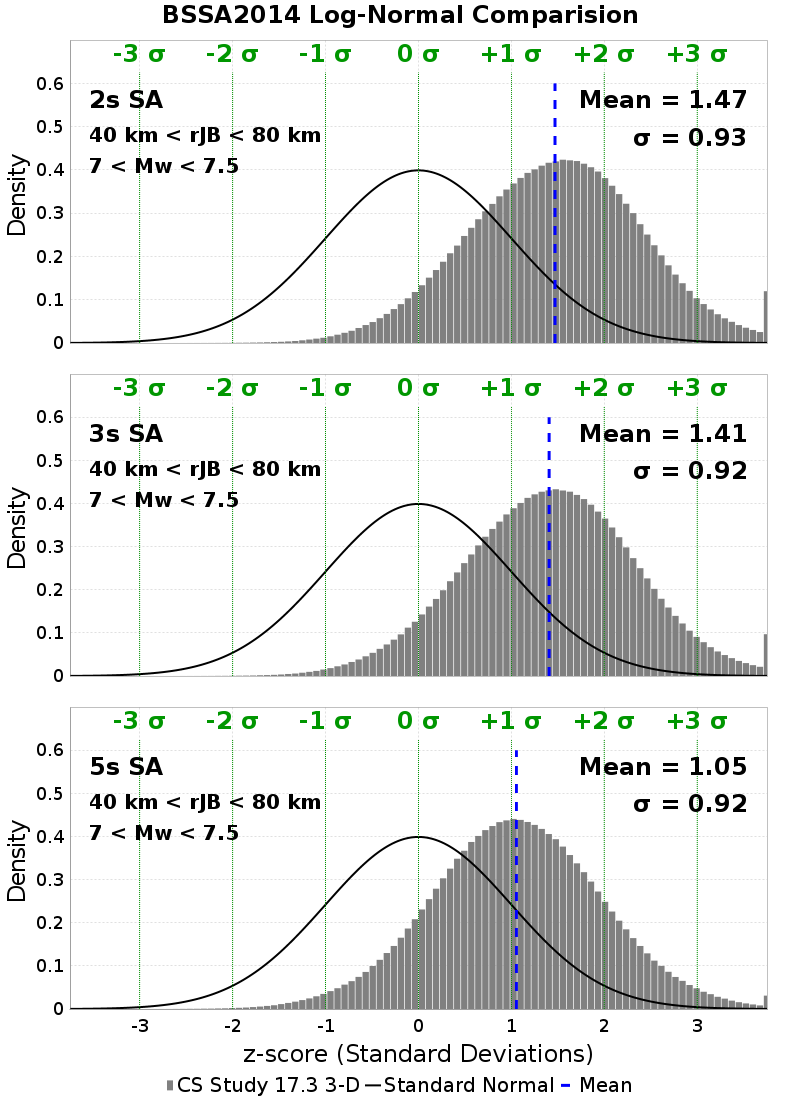 BSSA2014 Log-Normal Comparision
-3 σ -2 σ -1 σ 0 σ +1 σ +2 σ +3 σ
0.6
2s SA Mean = 1.47
0.5
40 km < rJB < 80 km σ = 0.93
7 < Mw < 7.5
0.4
Density
0.3
0.2
0.1
0
-3 σ -2 σ -1 σ 0 σ +1 σ +2 σ +3 σ
0.6
3s SA Mean = 1.41
0.5
40 km < rJB < 80 km σ = 0.92
7 < Mw < 7.5
0.4
Density
0.3
0.2
0.1
0
-3 σ -2 σ -1 σ 0 σ +1 σ +2 σ +3 σ
0.6
5s SA Mean = 1.05
0.5
40 km < rJB < 80 km σ = 0.92
7 < Mw < 7.5
0.4
Density
0.3
0.2
0.1
0
-3 -2 -1 0 1 2 3
z-score (Standard Deviations)
CS Study 17.3 3-D Standard Normal Mean